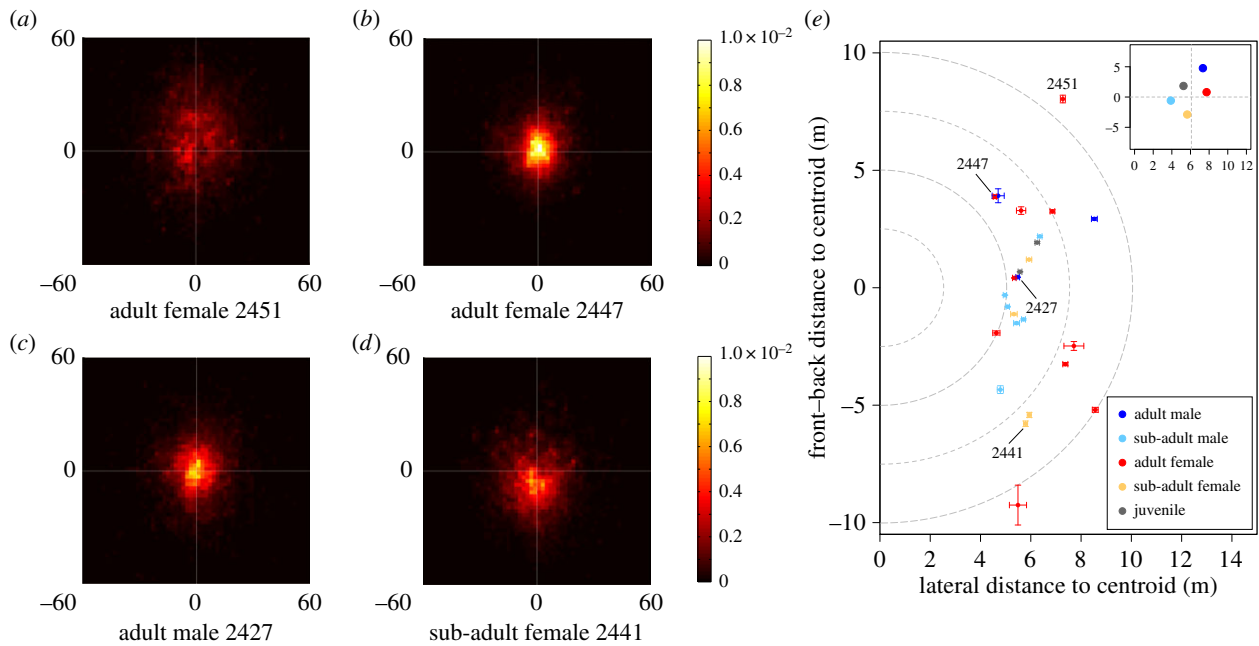 (a)
60
0
−60
0
60
adult female 2451
(b)
60
0
−60
0
60
adult female 2447
1.0 × 10⁻²
0.8
0.6
0.4
0.2
0
(c)
60
0
−60
0
60
adult male 2427
(d)
60
0
−60
0
60
sub-adult female 2441
1.0 × 10⁻²
0.8
0.6
0.4
0.2
0
(e)
front–back distance to centroid (m)
10
5
0
−5
−10
0 2 4 6 8 10 12 14
lateral distance to centroid (m)
2451
2447
2427
2441
5
0
−5
0 2 4 6 8 10 12
adult male
sub-adult male
adult female
sub-adult female
juvenile